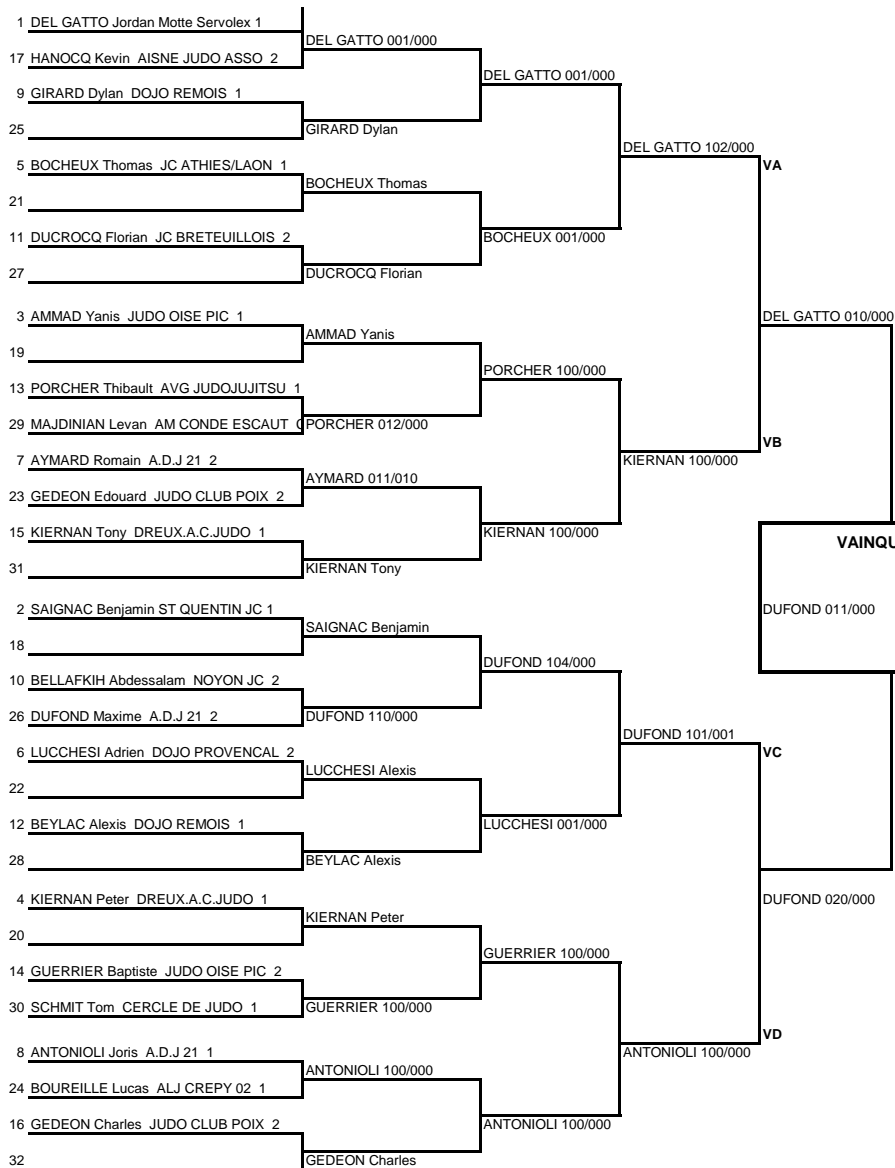 1 DEL GATTO Jordan Motte Servolex 1
DEL GATTO 001/000
17 HANOCQ Kevin AISNE JUDO ASSO 2
DEL GATTO 001/000
9 GIRARD Dylan DOJO REMOIS 1
25
GIRARD Dylan
DEL GATTO 102/000
5 BOCHEUX Thomas JC ATHIES/LAON 1
VA
BOCHEUX Thomas
21
11 DUCROCQ Florian JC BRETEUILLOIS 2
BOCHEUX 001/000
27
DUCROCQ Florian
3 AMMAD Yanis JUDO OISE PIC 1
DEL GATTO 010/000
AMMAD Yanis
19
PORCHER 100/000
13 PORCHER Thibault AVG JUDOJUJITSU 1
29 MAJDINIAN Levan AM CONDE ESCAUT
PORCHER 012/000
VB
7 AYMARD Romain A.D.J 21 2
KIERNAN 100/000
AYMARD 011/010
23 GEDEON Edouard JUDO CLUB POIX 2
15 KIERNAN Tony DREUX.A.C.JUDO 1
KIERNAN 100/000
VAINQU
31
KIERNAN Tony
2 SAIGNAC Benjamin ST QUENTIN JC 1
DUFOND 011/000
SAIGNAC Benjamin
18
DUFOND 104/000
10 BELLAFKIH Abdessalam NOYON JC 2
26 DUFOND Maxime A.D.J 21 2
DUFOND 110/000
DUFOND 101/001
6 LUCCHESI Adrien DOJO PROVENCAL 2
VC
LUCCHESI Alexis
22
12 BEYLAC Alexis DOJO REMOIS 1
LUCCHESI 001/000
28
BEYLAC Alexis
4 KIERNAN Peter DREUX.A.C.JUDO 1
DUFOND 020/000
KIERNAN Peter
20
GUERRIER 100/000
14 GUERRIER Baptiste JUDO OISE PIC 2
30 SCHMIT Tom CERCLE DE JUDO 1
GUERRIER 100/000
VD
8 ANTONIOLI Joris A.D.J 21 1
ANTONIOLI 100/000
ANTONIOLI 100/000
24 BOUREILLE Lucas ALJ CREPY 02 1
16 GEDEON Charles JUDO CLUB POIX 2
ANTONIOLI 100/000
32
GEDEON Charles